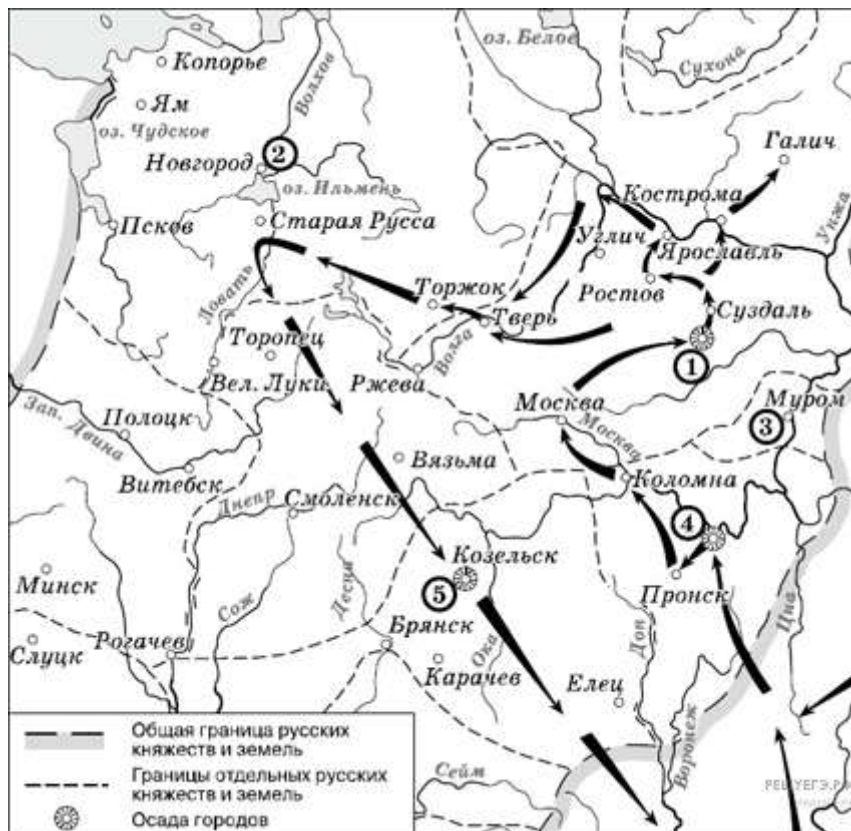 оз. Белое
Сухона
Копорье
Волхов
Ям
оз. Чудское
Галич
Новгород
2
оз. Ильмень
Кострома
Унжа
Псков
Старая Русса
Углич
Ярославль
Ловать
Торжок
Ростов
Тверь
Суздаль
Торопец
Волга
1
Вел. Луки
Ржева
Москва
Муром
Зап. Двина
Полоцк
Москва
3
Вязьма
Витебск
Коломна
Днепр
Смоленск
4
Козельск
Минск
Десна
5
Пронск
Цна
Сож
Брянск
Дон
Слуцк
Рогачев
Ока
Карачев
Елец
Воронеж
Общая граница русских
княжеств и земель
Сейм
Границы отдельных русских
княжеств и земель
Осада городов